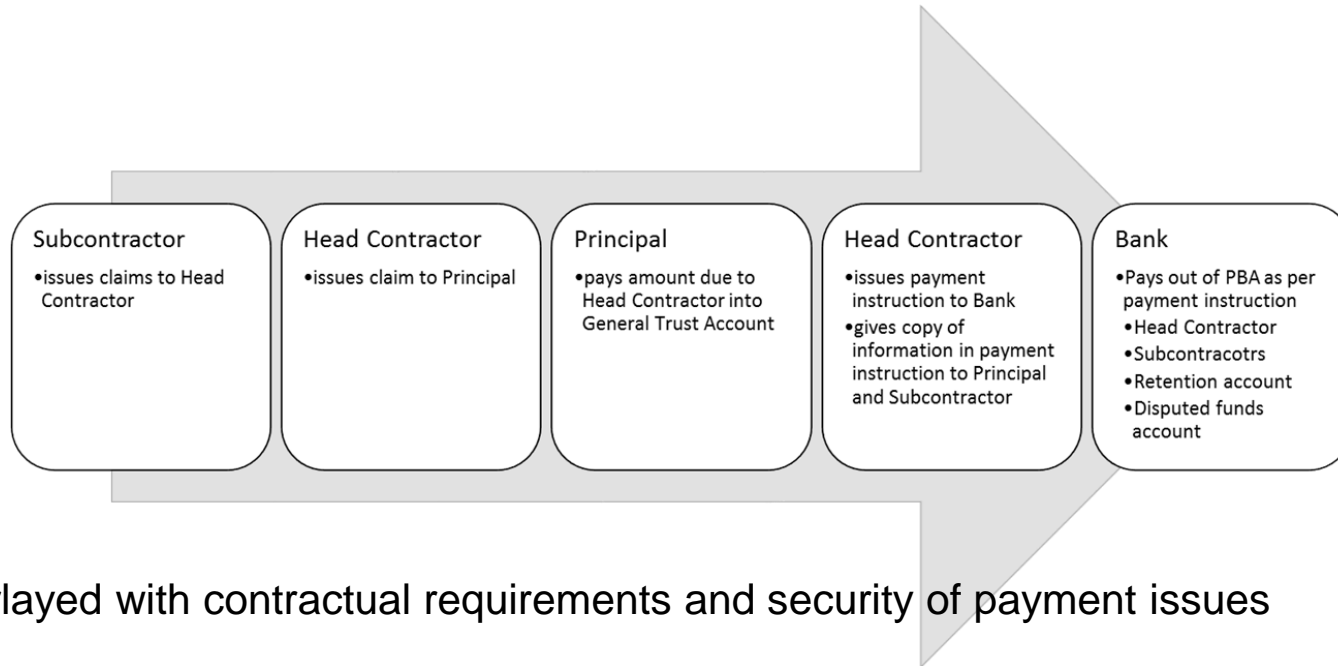 Subcontractor
•issues claims to Head
Contractor
Head Contractor
•issues claim to Principal
Principal
•pays amount due to
Head Contractor into
General Trust Account
Head Contractor
•issues payment
instruction to Bank
•gives copy of
information in payment
instruction to Principal
and Subcontractor
Bank
•Pays out of PBA as per
payment instruction
•Head Contractor
•Subcontracotrs
•Retention account
•Disputed funds
account
layed with contractual requirements and security of payment issues